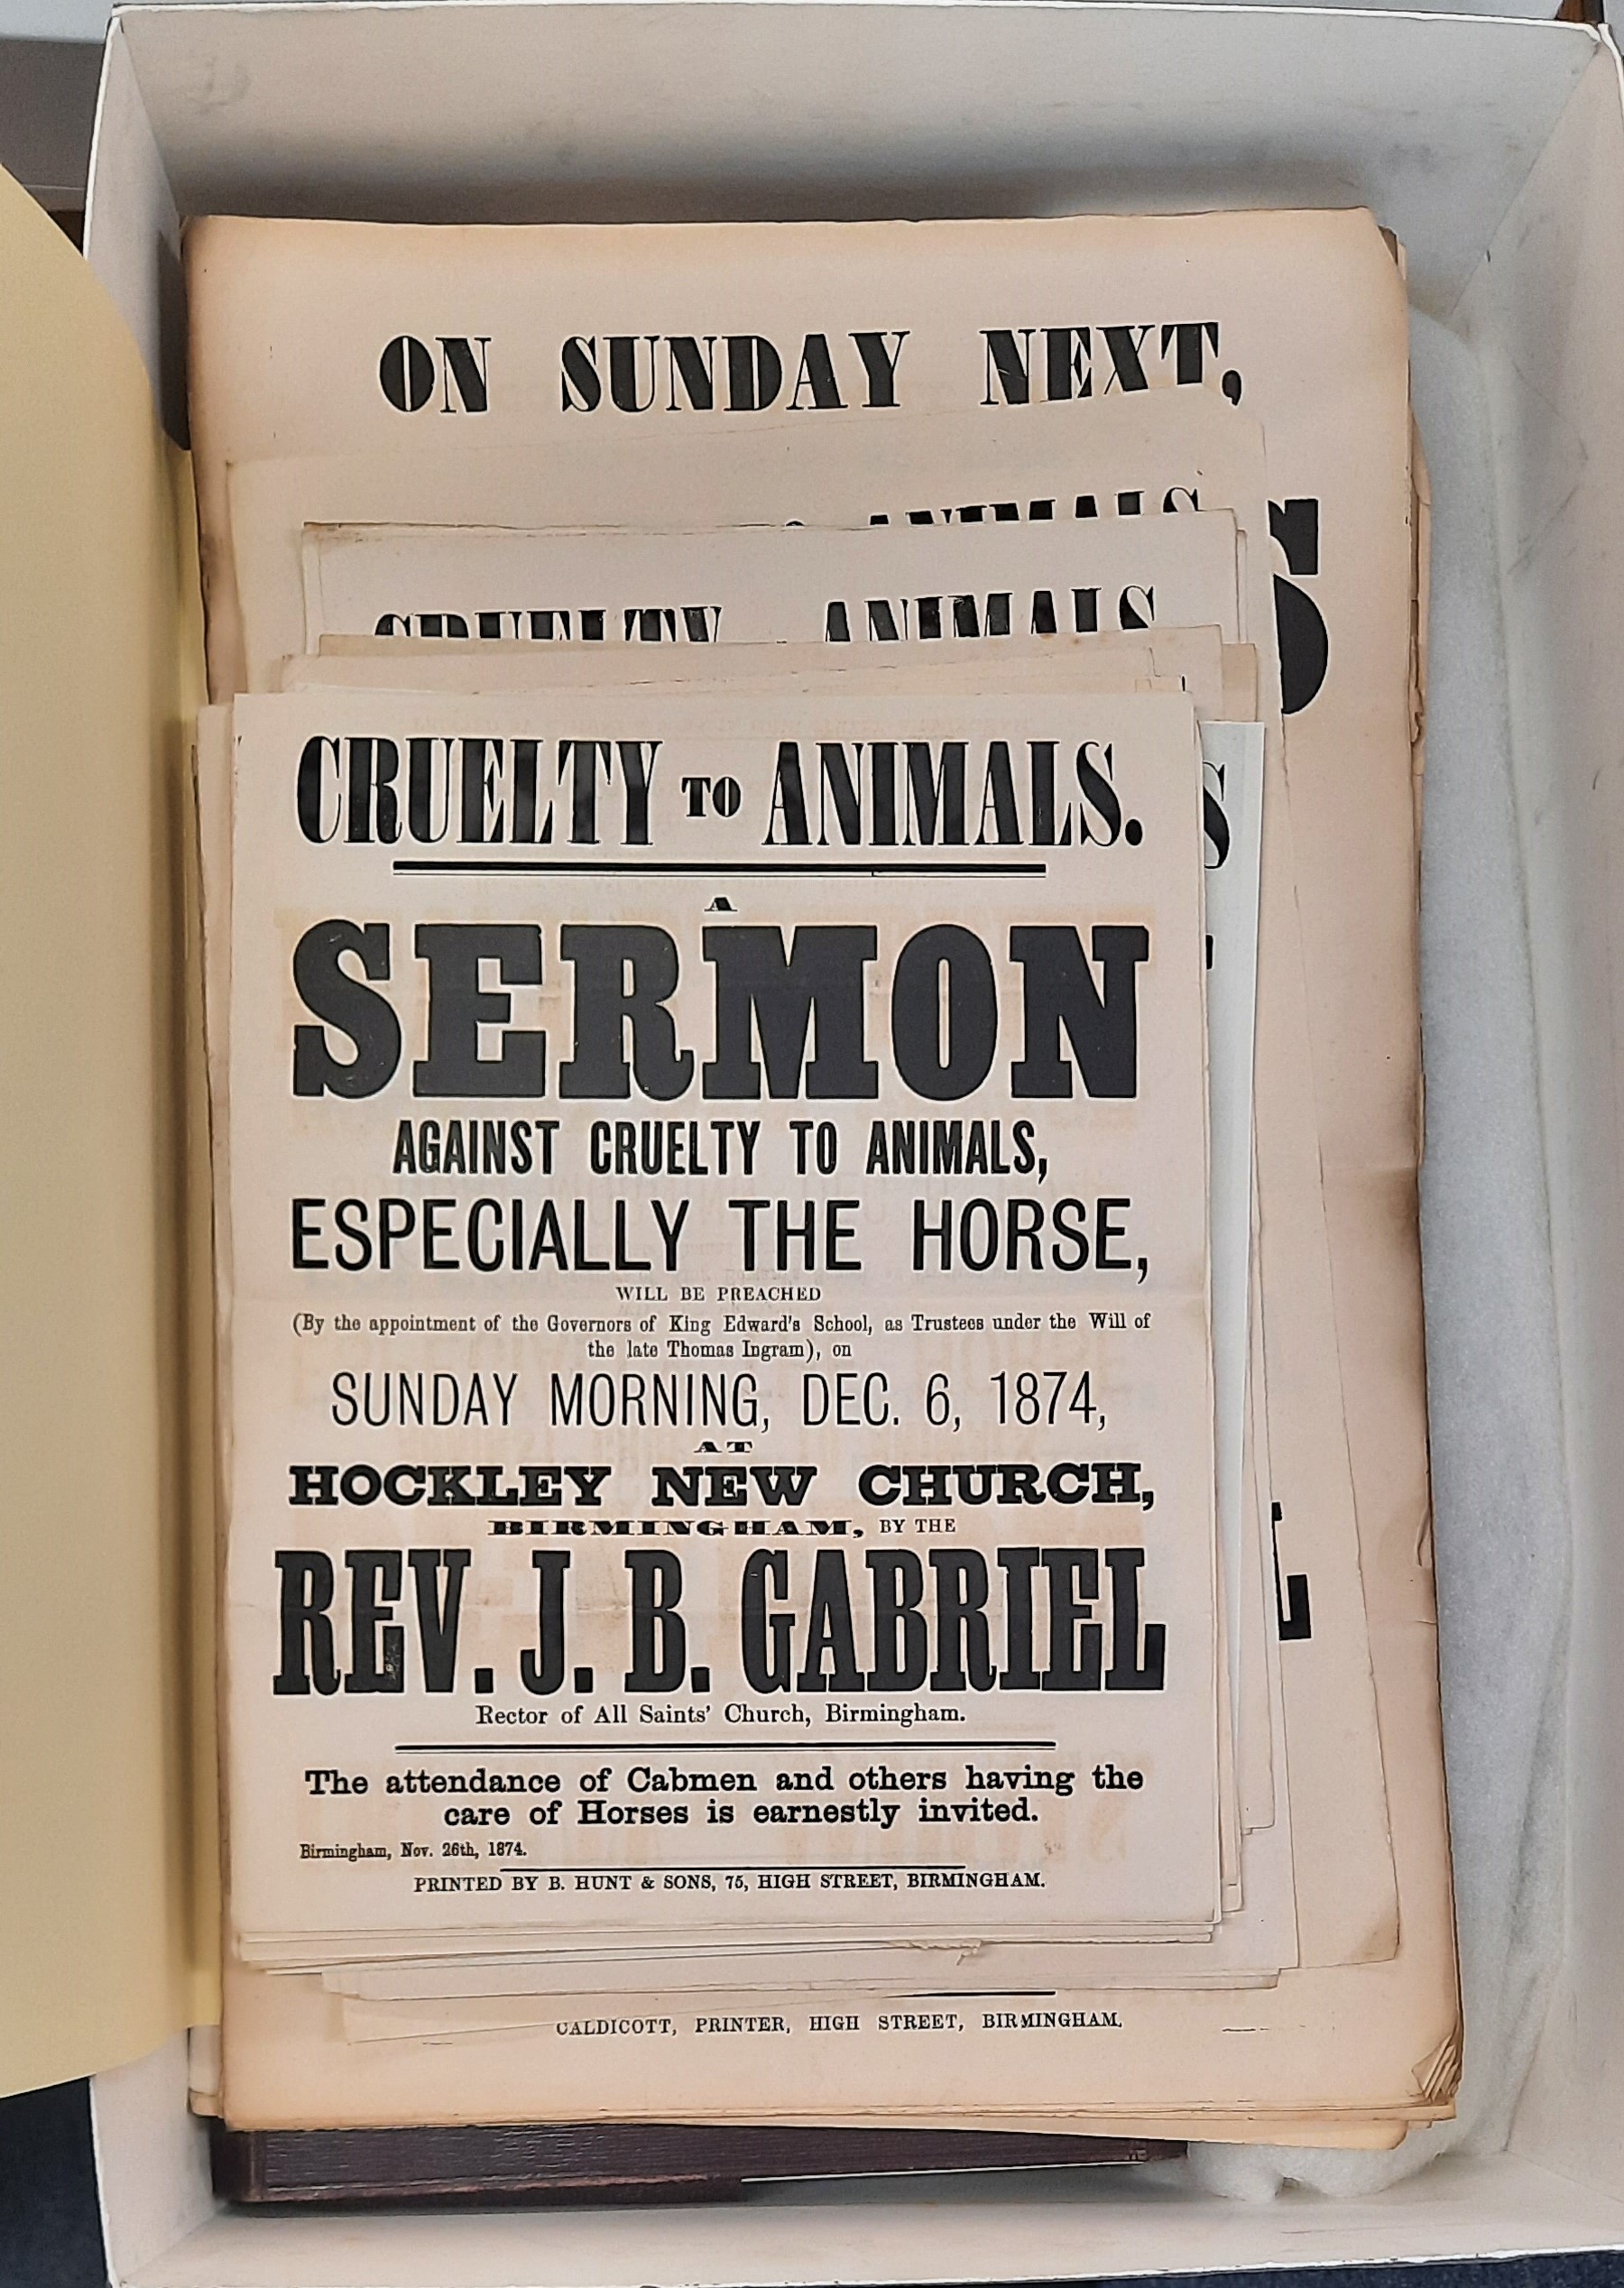 ON SUNDAY NEXT,
ANIMALS
CRUELTY ANIMALS
CRUELTY TO ANIMALS.
A
SERMON
AGAINST CRUELTY TO ANIMALS,
ESPECIALLY THE HORSE,
WILL BE PREACHED
(By the appointment of the Governors of King Edward's School, as Trustees under the Will of
the late Thomas Ingram), on
SUNDAY MORNING, DEC. 6, 1874,
AT
HOCKLEY NEW CHURCH,
BIRMINGHAM, BY THE
REV. J. B. GABRIEL
Rector of All Saints' Church, Birmingham.
The attendance of Cabmen and others having the
care of Horses is earnestly invited.
Birmingham, Nov. 26th, 1874.
PRINTED BY B. HUNT & SONS, 75, HIGH STREET, BIRMINGHAM.
CALDICOTT, PRINTER, HIGH STREET, BIRMINGHAM.